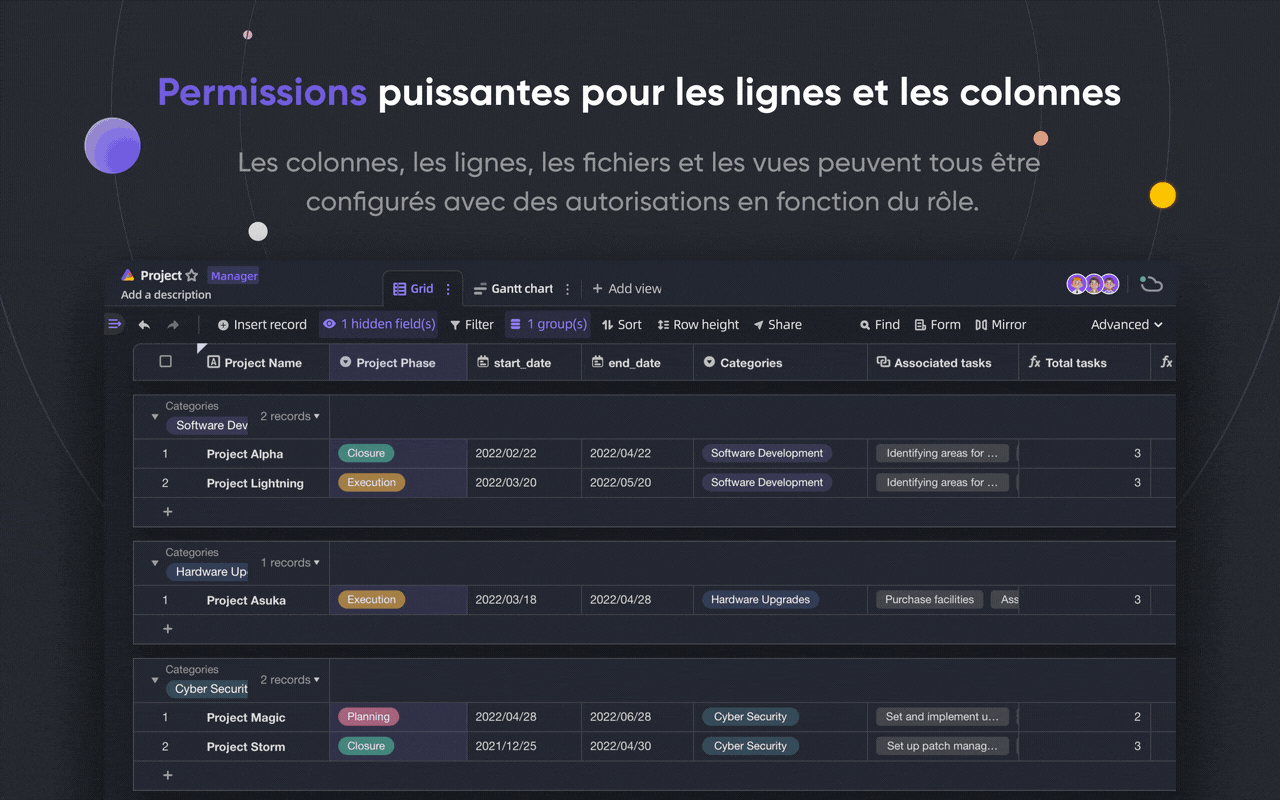 Permissions puissantes pour les lignes et les colonnes
Les colonnes, les lignes, les fichiers et les vues peuvent tous être
configurés avec des autorisations en fonction du rôle.
Project Manager
Add a description
Grid Gantt chart + Add view
Insert record 1 hidden field(s) Filter 1 group(s) Sort Row height Share Find Form Mirror Advanced
Project Name Project Phase start_date end_date Categories Associated tasks fx Total tasks fx
Categories
Software Dev 2 records
1 Project Alpha Closure 2022/02/22 2022/04/22 Software Development Identifying areas for ... 3
2 Project Lightning Execution 2022/03/20 2022/05/20 Software Development Identifying areas for ... 3
+
Categories
Hardware Up 1 records
1 Project Asuka Execution 2022/03/18 2022/04/28 Hardware Upgrades Purchase facilities Ass 3
+
Categories
Cyber Securit 2 records
1 Project Magic Planning 2022/04/28 2022/06/28 Cyber Security Set and implement u... 2
2 Project Storm Closure 2021/12/25 2022/04/30 Cyber Security Set up patch manag... 3
+